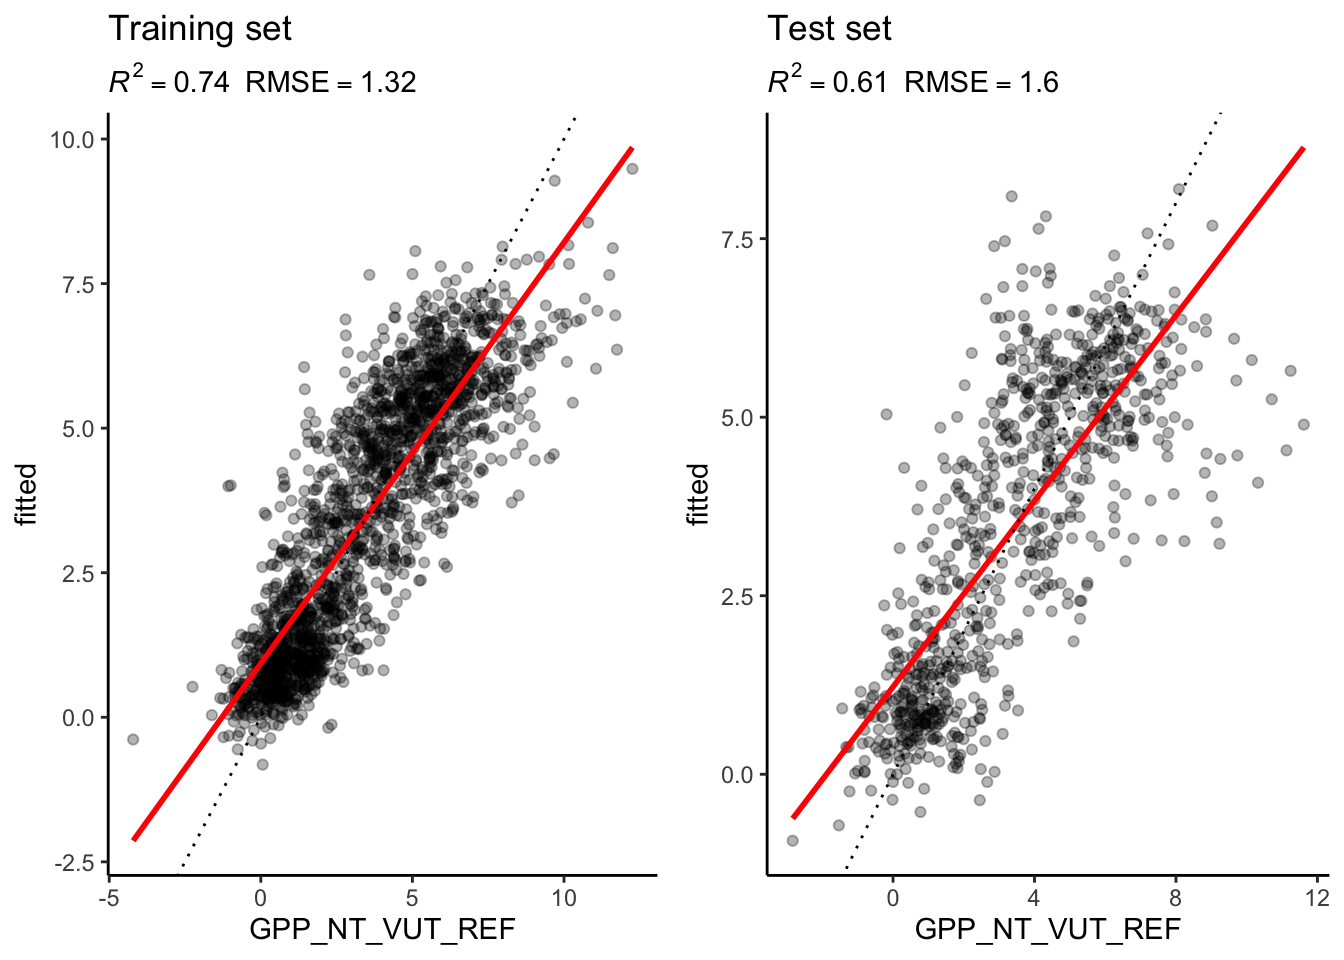 Training set
R² = 0.74 RMSE = 1.32
10.0
7.5
5.0
2.5
0.0
-2.5
fitted
-5
0
5
10
GPP_NT_VUT_REF
Test set
R² = 0.61 RMSE = 1.6
7.5
5.0
2.5
0.0
fitted
0
4
8
12
GPP_NT_VUT_REF